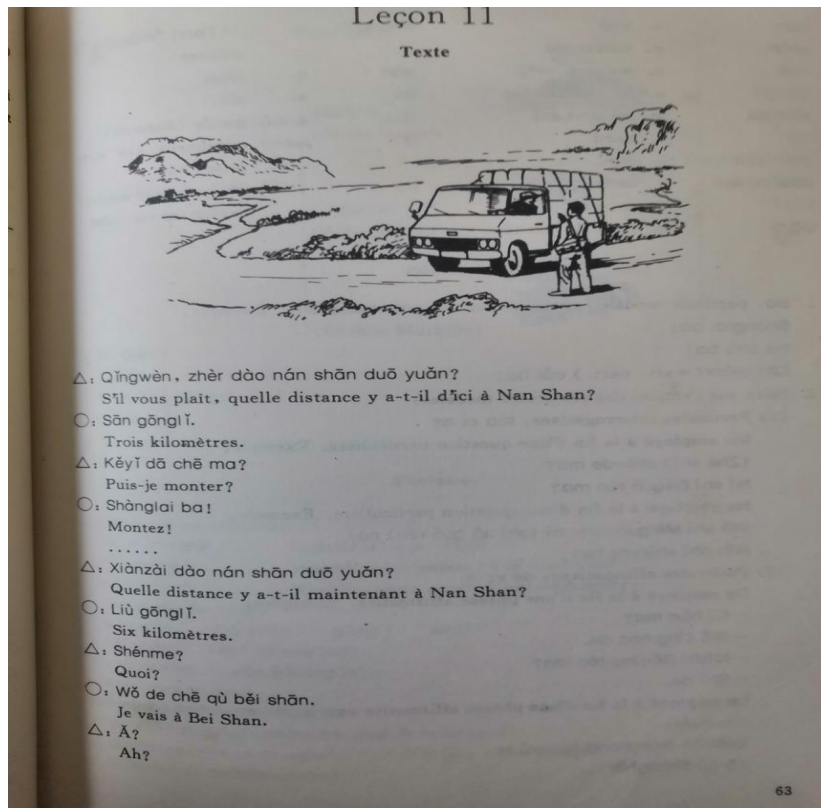 Leçon 11
Texte
△: Qǐngwèn, zhèr dào nán shān duō yuǎn?
S'il vous plaît, quelle distance y a-t-il d'ici à Nan Shan?
○: Sān gōnglǐ.
Trois kilomètres.
△: Kěyǐ dā chē ma?
Puis-je monter?
○: Shànglai ba!
Montez!
......
△: Xiànzài dào nán shān duō yuǎn?
Quelle distance y a-t-il maintenant à Nan Shan?
○: Liù gōnglǐ.
Six kilomètres.
△: Shénme?
Quoi?
○: Wǒ de chē qù běi shān.
Je vais à Bei Shan.
△: Ǎ?
Ah?
63